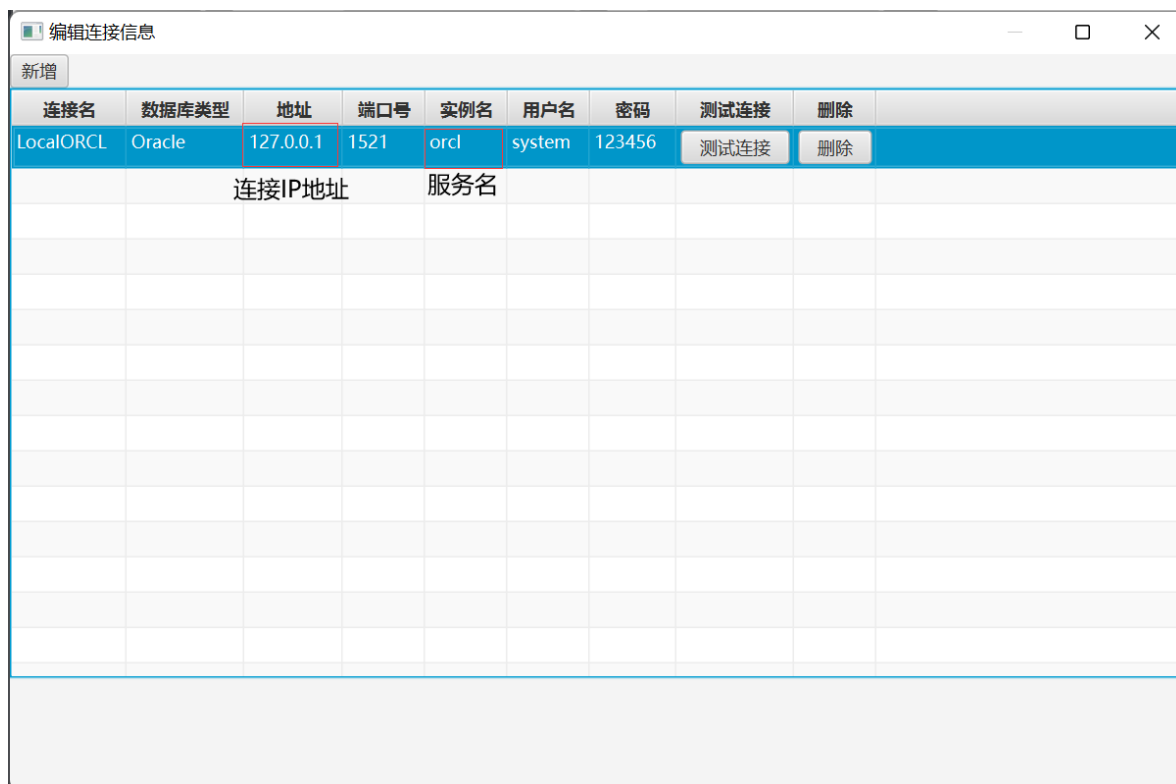 编辑连接信息
新增
连接名 数据库类型 地址 端口号 实例名 用户名 密码 测试连接 删除
LocalORCL Oracle 127.0.0.1 1521 orcl system 123456 测试连接 删除
连接IP地址 服务名